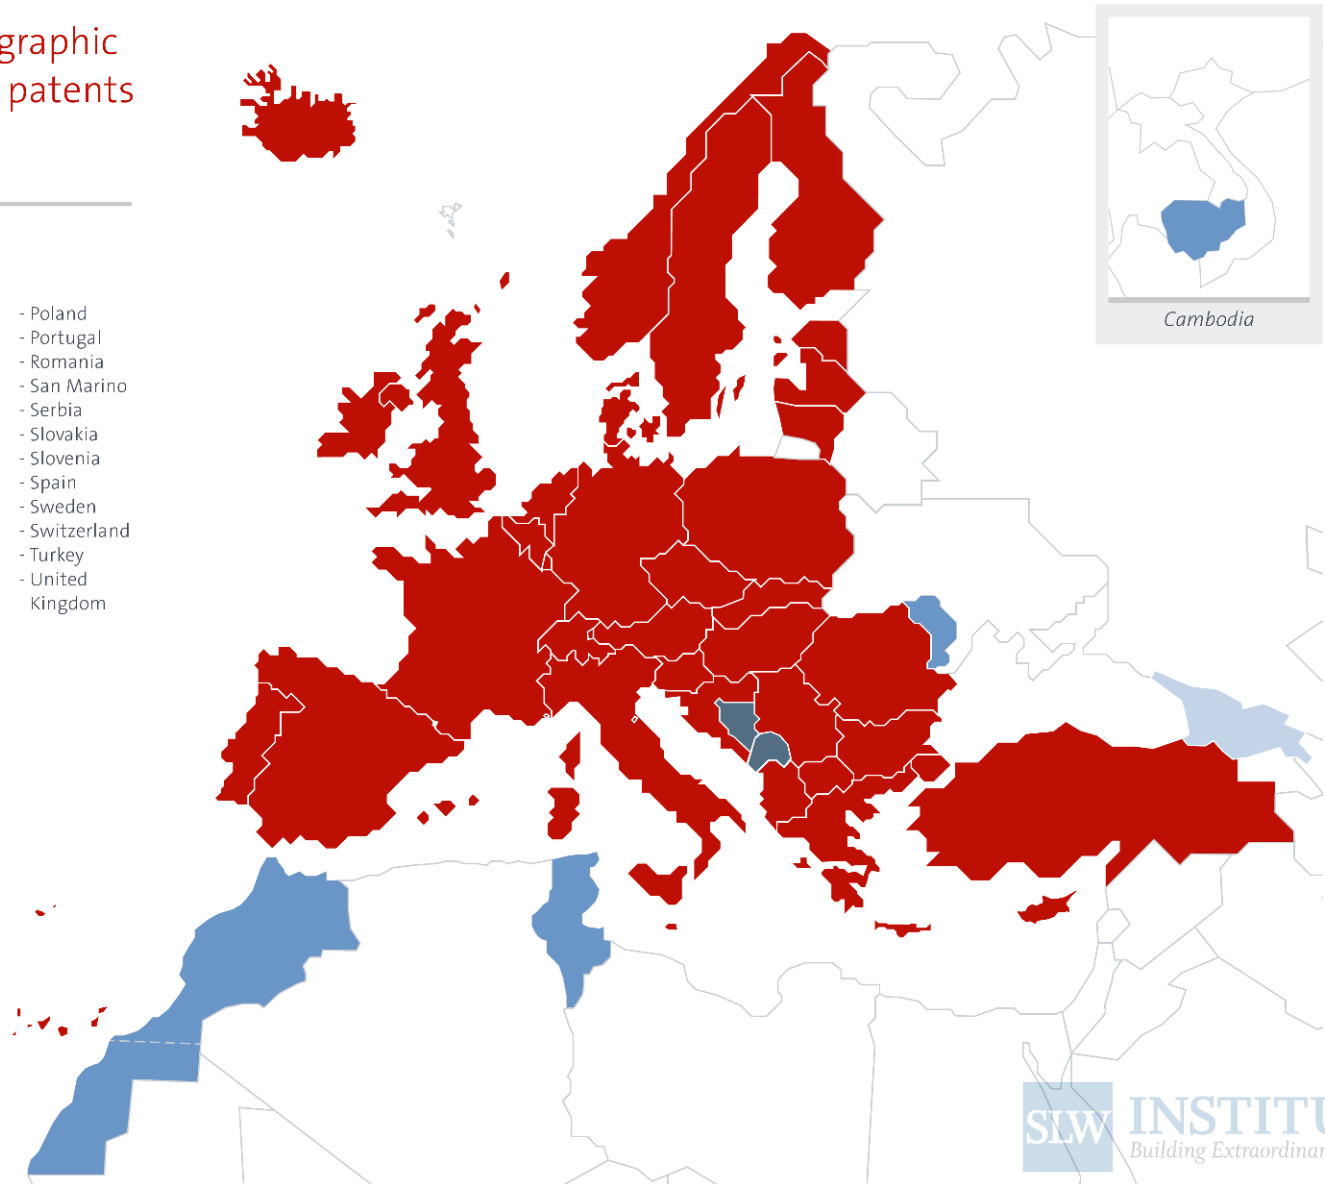 graphic
patents
- Poland
- Portugal
- Romania
- San Marino
- Serbia
- Slovakia
- Slovenia
- Spain
- Sweden
- Switzerland
- Turkey
- United
Kingdom
Cambodia
SLW
INSTITU
Building Extraordinar